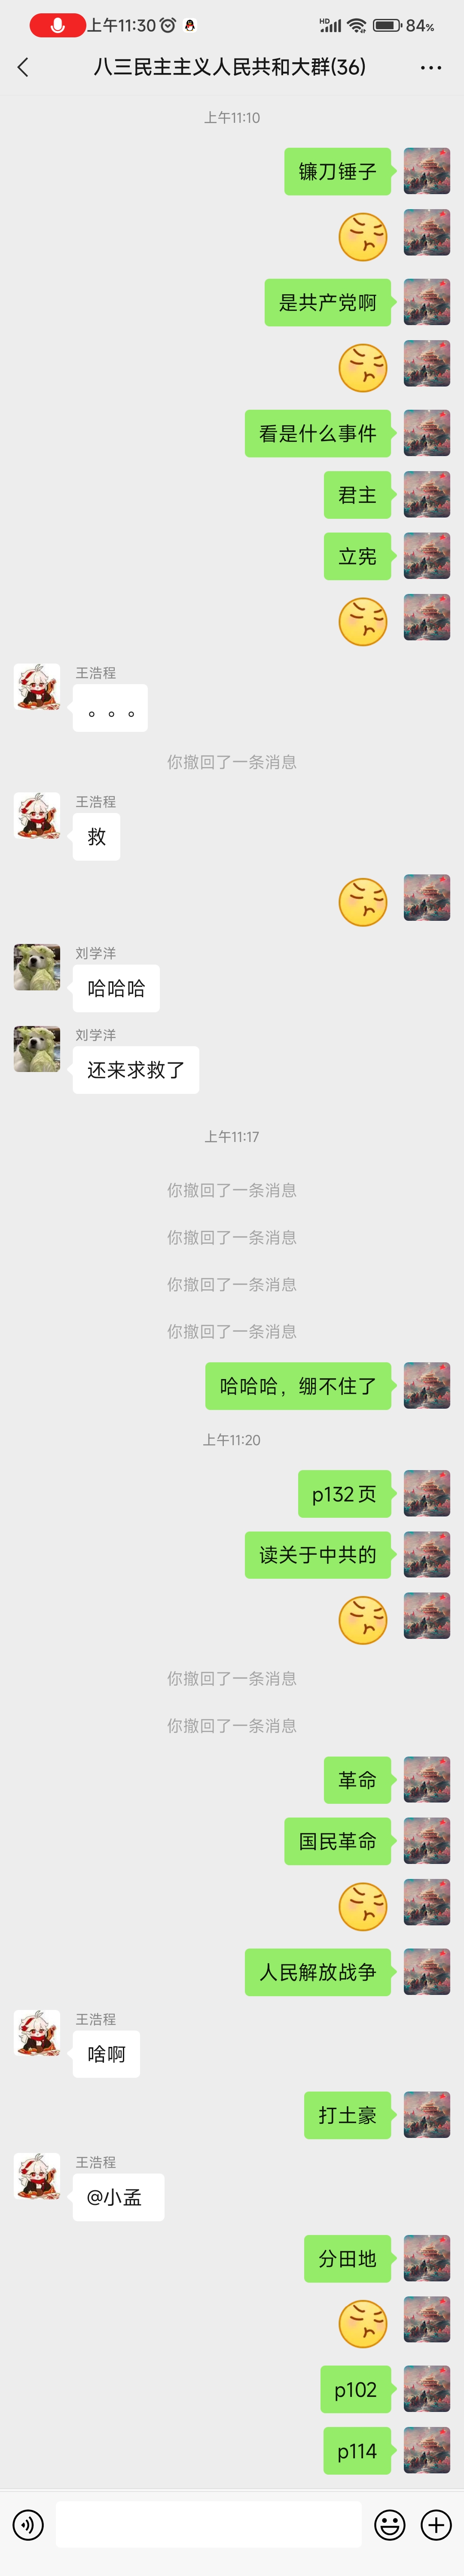 上午11:30
HD
84%
八三民主主义人民共和大群(36)
上午11:10
镰刀锤子
是共产党啊
看是什么事件
君主
立宪
王浩程
。。。
你撤回了一条消息
王浩程
救
刘学洋
哈哈哈
刘学洋
还来求救了
上午11:17
你撤回了一条消息
你撤回了一条消息
你撤回了一条消息
你撤回了一条消息
哈哈哈，绷不住了
上午11:20
p132页
读关于中共的
你撤回了一条消息
你撤回了一条消息
革命
国民革命
人民解放战争
王浩程
啥啊
打土豪
王浩程
@小孟
分田地
p102
p114